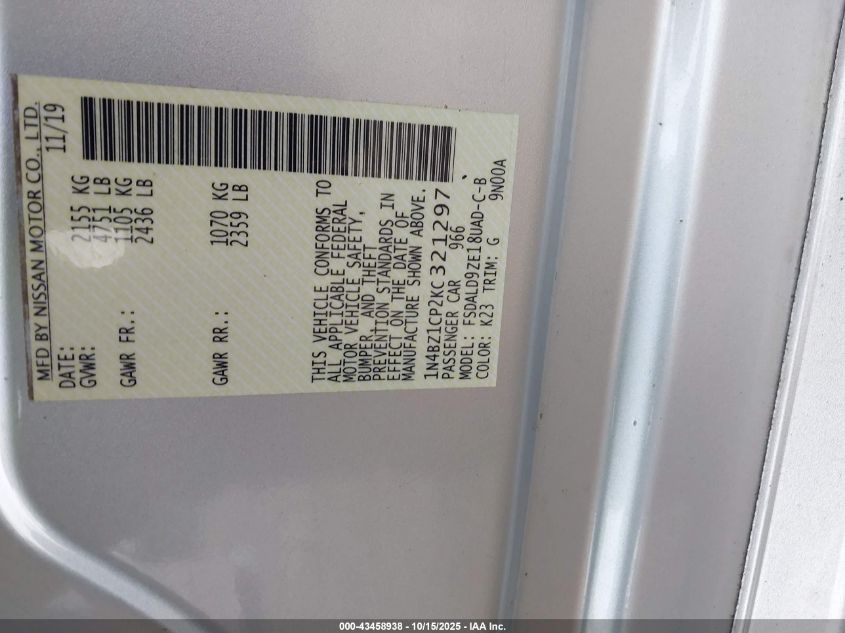 MFD BY NISSAN MOTOR CO., LTD.
DATE: 11/19
GVWR: 2155 KG
4751 LB
GAWR FR.: 1105 KG
2436 LB
GAWR RR.: 1070 KG
2359 LB
THIS VEHICLE CONFORMS TO
ALL APPLICABLE FEDERAL
MOTOR VEHICLE SAFETY,
BUMPER, AND THEFT
PREVENTION STANDARDS IN
EFFECT ON THE DATE OF
MANUFACTURE SHOWN ABOVE.
1N4BZ1CP2KC321297
PASSENGER CAR 966
MODEL: FSDALD9ZE18UAD-C-B
COLOR: K23 TRIM: G 9N00A
000-43458938 - 10/15/2025 - IAA Inc.